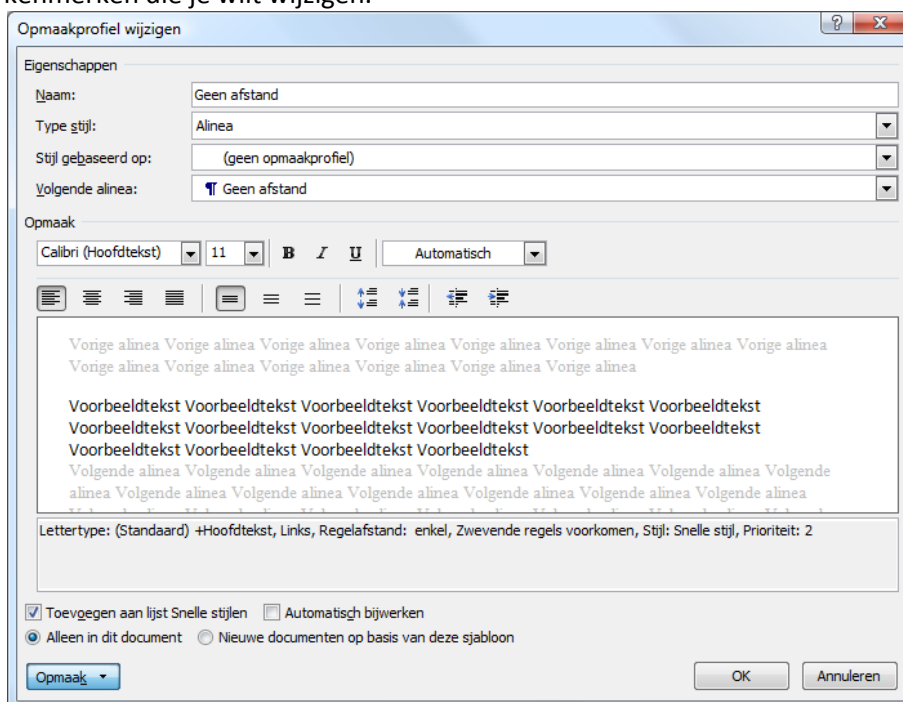 kenmerken die je wilt wijzigen.
Opmaakprofiel wijzigen
Eigenschappen
Naam: Geen afstand
Type stijl: Alinea
Stijl gebaseerd op: (geen opmaakprofiel)
Volgende alinea: ¶ Geen afstand
Opmaak
Calibri (Hoofdtekst) 11 B I U Automatisch
Vorige alinea Vorige alinea Vorige alinea Vorige alinea Vorige alinea Vorige alinea Vorige alinea Vorige alinea
Vorige alinea Vorige alinea Vorige alinea Vorige alinea Vorige alinea Vorige alinea
Voorbeeldtekst Voorbeeldtekst Voorbeeldtekst Voorbeeldtekst Voorbeeldtekst Voorbeeldtekst
Voorbeeldtekst Voorbeeldtekst Voorbeeldtekst Voorbeeldtekst Voorbeeldtekst Voorbeeldtekst
Voorbeeldtekst Voorbeeldtekst Voorbeeldtekst Voorbeeldtekst
Volgende alinea Volgende alinea Volgende alinea Volgende alinea Volgende alinea Volgende alinea Volgende
alinea Volgende alinea Volgende alinea Volgende alinea Volgende alinea Volgende alinea Volgende alinea
Lettertype: (Standaard) +Hoofdtekst, Links, Regelafstand: enkel, Zwevende regels voorkomen, Stijl: Snelle stijl, Prioriteit: 2
Toevoegen aan lijst Snelle stijlen Automatisch bijwerken
Alleen in dit document Nieuwe documenten op basis van deze sjabloon
Opmaak OK Annuleren